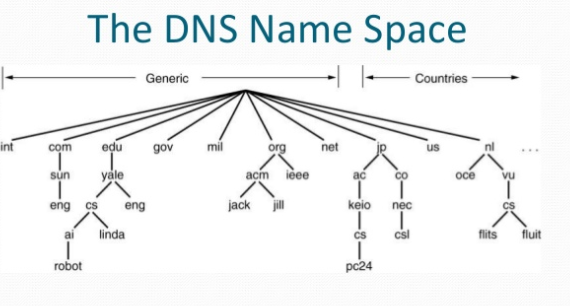 The DNS Name Space
Generic Countries
int com edu gov mil org net jp us nl ...
sun yale acm ieee ac co oce vu
eng cs eng jack jill keio nec cs
ai linda cs csl flits fluit
robot pc24